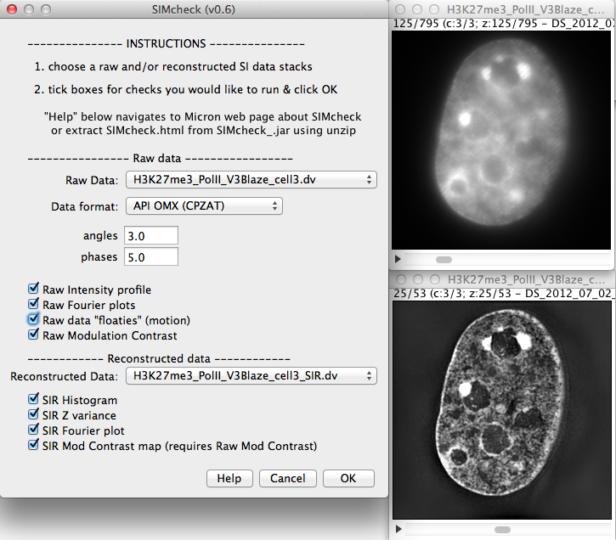 SIMcheck (v0.6)
--------------- INSTRUCTIONS ---------------
1. choose a raw and/or reconstructed SI data stacks
2. tick boxes for checks you would like to run & click OK
"Help" below navigates to Micron web page about SIMcheck
or extract SIMcheck.html from SIMcheck_.jar using unzip
----------------- Raw data -----------------
Raw Data: H3K27me3_PolII_V3Blaze_cell3.dv
Data format: API OMX (CPZAT)
angles 3.0
phases 5.0
Raw Intensity profile
Raw Fourier plots
Raw data "floaties" (motion)
Raw Modulation Contrast
------------ Reconstructed data ------------
Reconstructed Data: H3K27me3_PolII_V3Blaze_cell3_SIR.dv
SIR Histogram
SIR Z variance
SIR Fourier plot
SIR Mod Contrast map (requires Raw Mod Contrast)
Help Cancel OK
H3K27me3_PolII_V3Blaze_c...
125/795 (c:3/3; z:125/265 - DS_2012_07
H3K27me3_PolII_V3Blaze_c...
25/53 (c:3/3; z:25/53 - DS_2012_07_02